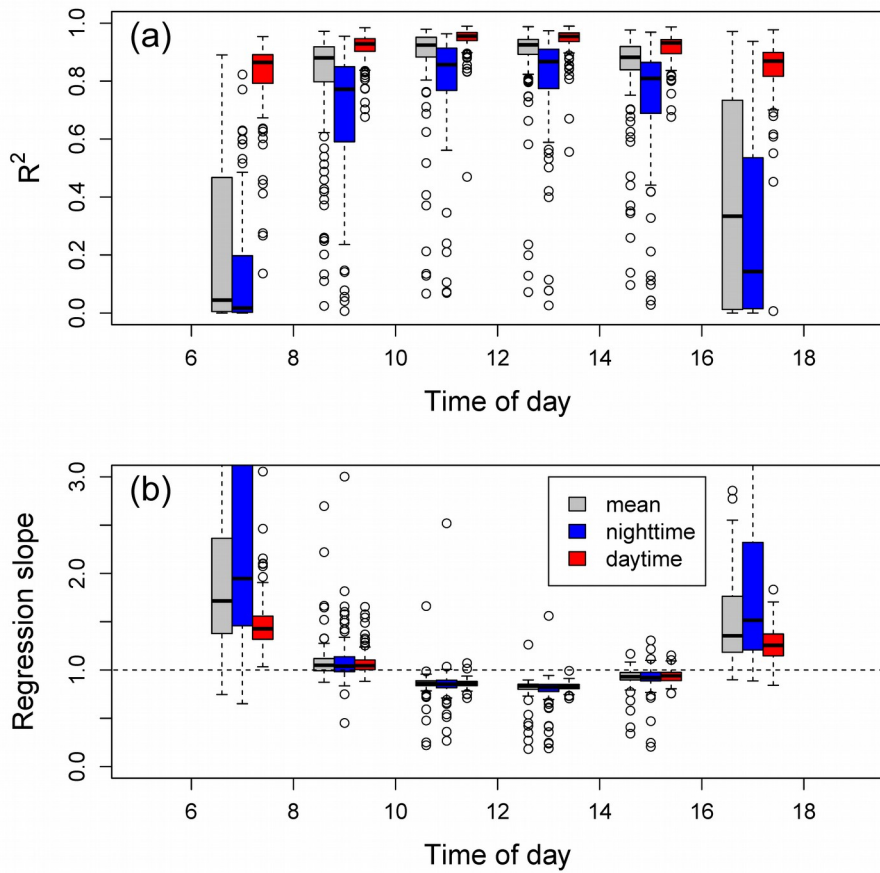 (a)
R²
1.0
0.8
0.6
0.4
0.2
0.0
6 8 10 12 14 16 18
Time of day
(b)
Regression slope
3.0
2.0
1.0
0.0
mean
nighttime
daytime
6 8 10 12 14 16 18
Time of day